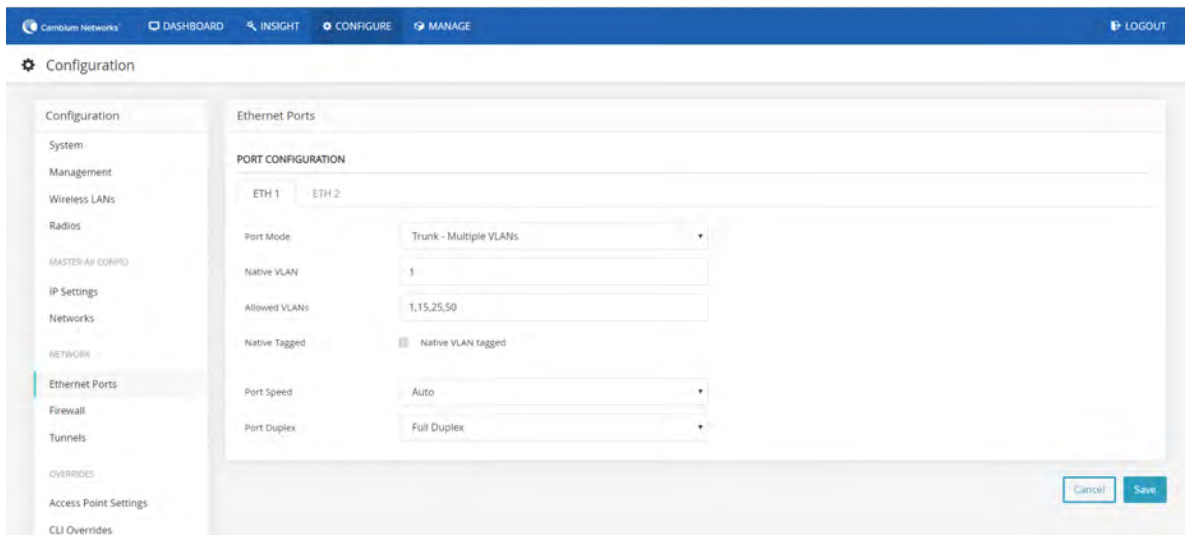 Cambium Networks DASHBOARD INSIGHT CONFIGURE MANAGE LOGOUT
Configuration
Configuration
System
Management
Wireless LANs
Radios
MASTER AP CONFIG
IP Settings
Networks
NETWORK
Ethernet Ports
Firewall
Tunnels
OVERRIDES
Access Point Settings
CLI Overrides
Ethernet Ports
PORT CONFIGURATION
ETH 1 ETH 2
Port Mode Trunk - Multiple VLANs
Native VLAN 1
Allowed VLANs 1,15,25,50
Native Tagged Native VLAN tagged
Port Speed Auto
Port Duplex Full Duplex
Cancel Save